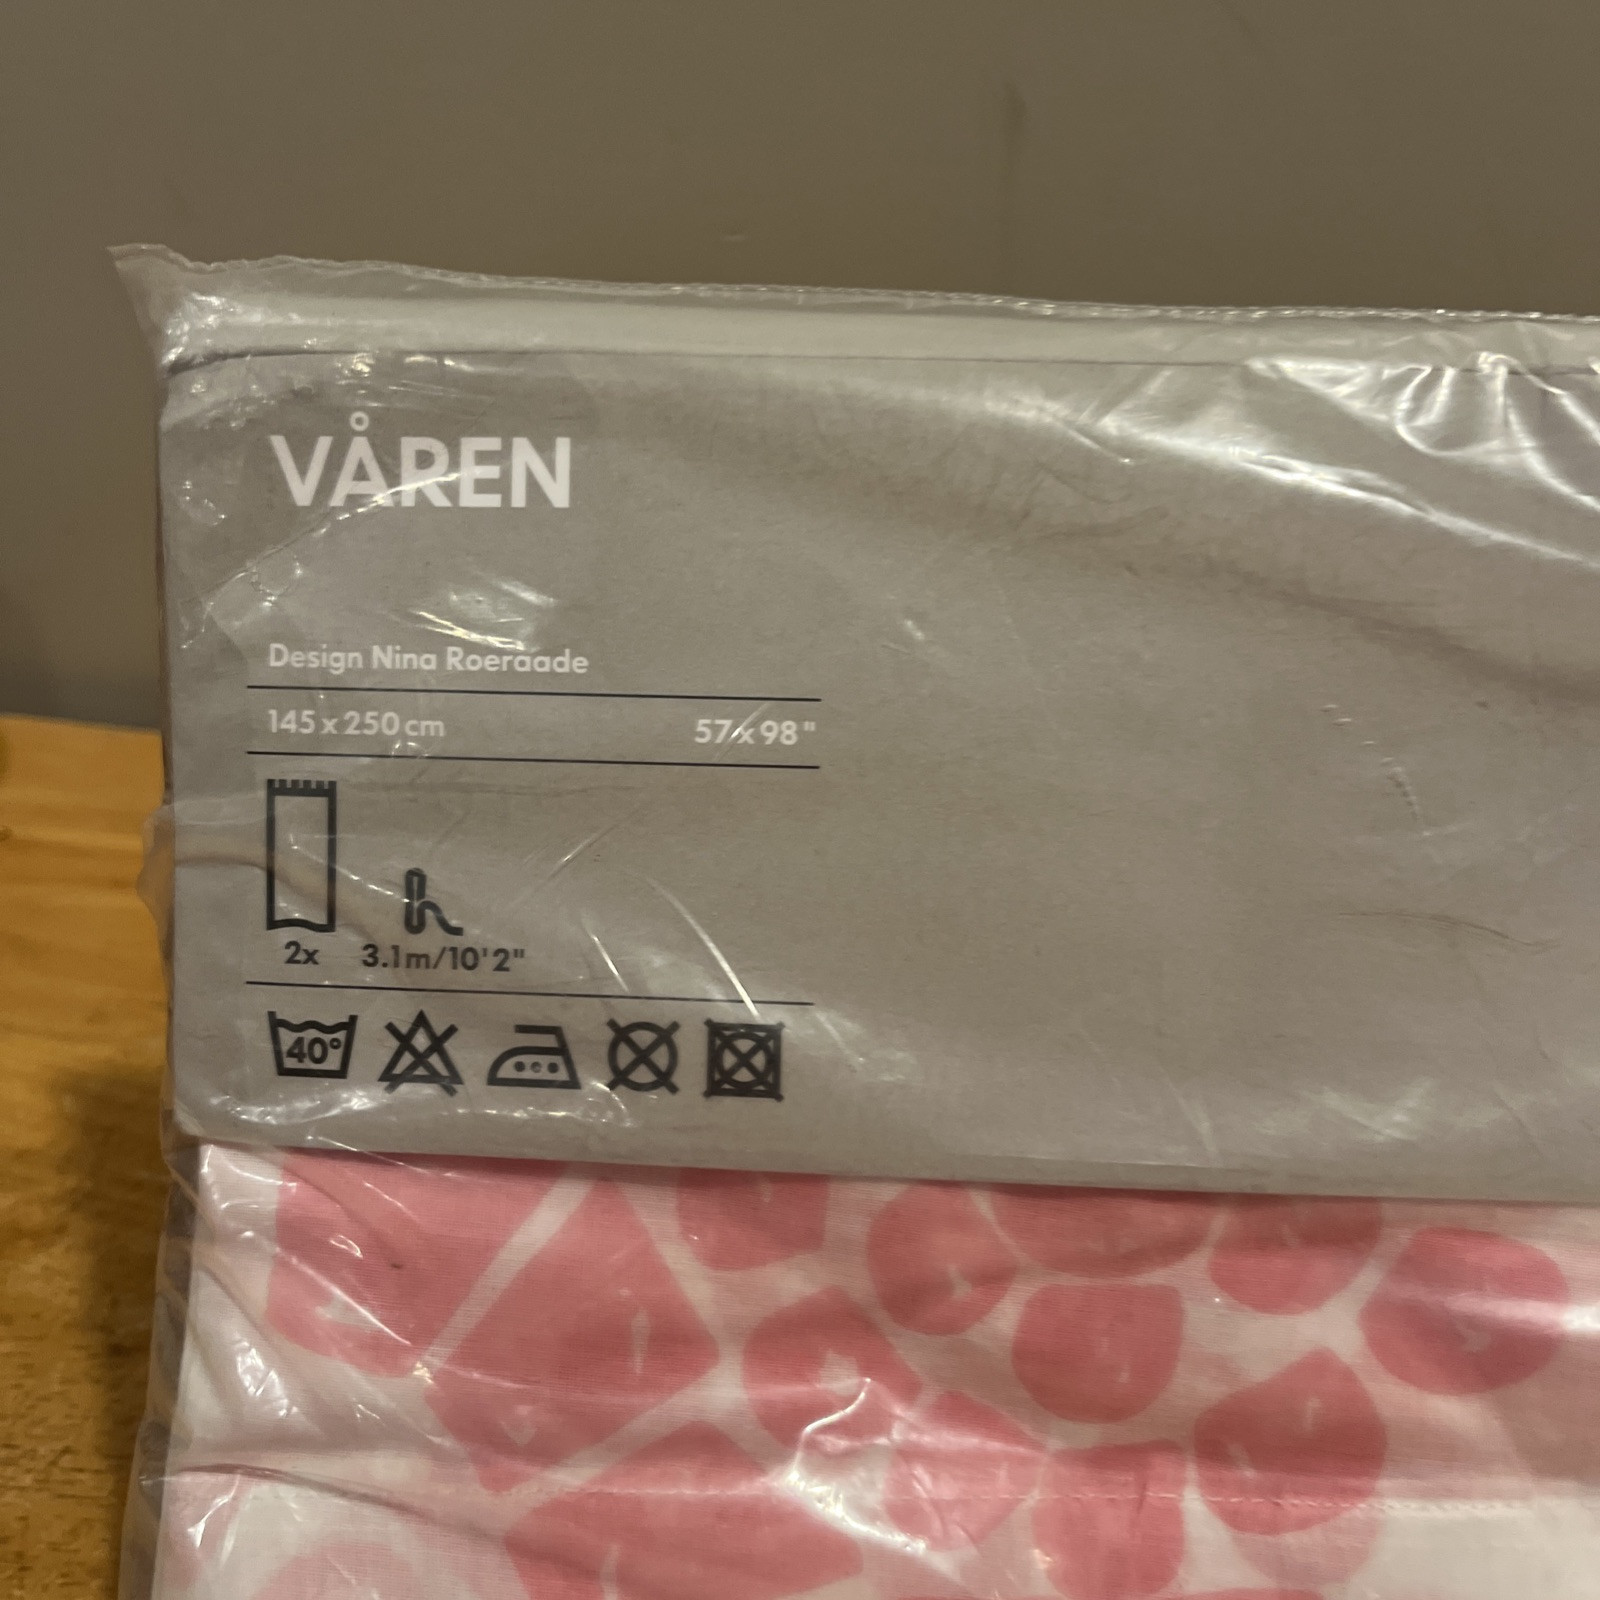 VÅREN
Design Nina Roeraade
145 x 250 cm 57 x 98"
2x 3.1m/10'2"
40°